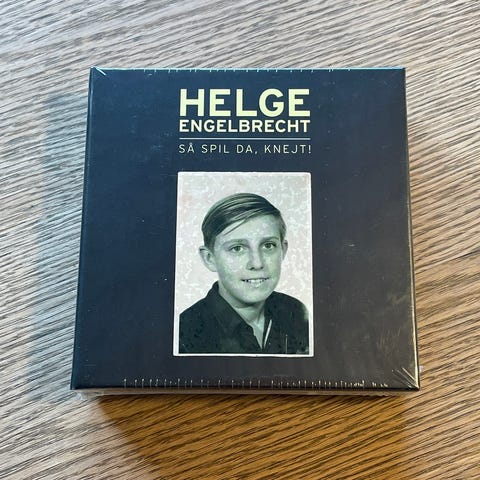 HELGE
ENGELBRECHT
SÅ SPIL DA, KNEJT!